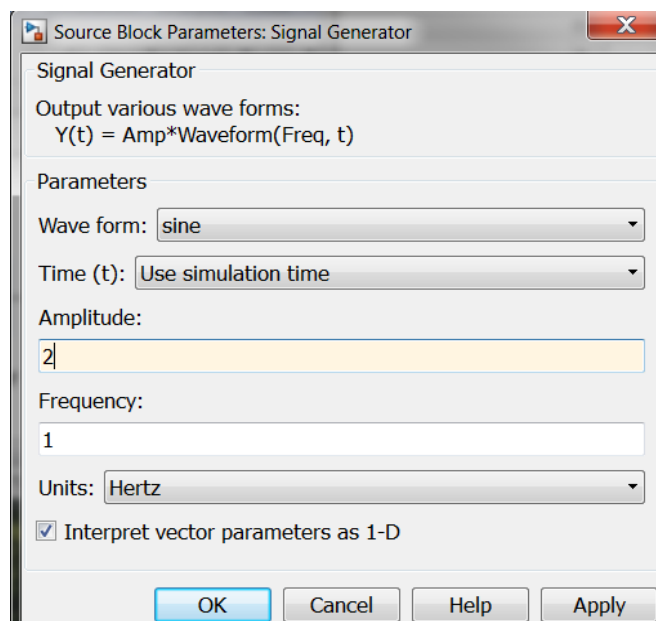 Source Block Parameters: Signal Generator
Signal Generator
Output various wave forms:
Y(t) = Amp*Waveform(Freq, t)
Parameters
Wave form: sine
Time (t): Use simulation time
Amplitude:
2
Frequency:
1
Units: Hertz
Interpret vector parameters as 1-D
OK Cancel Help Apply